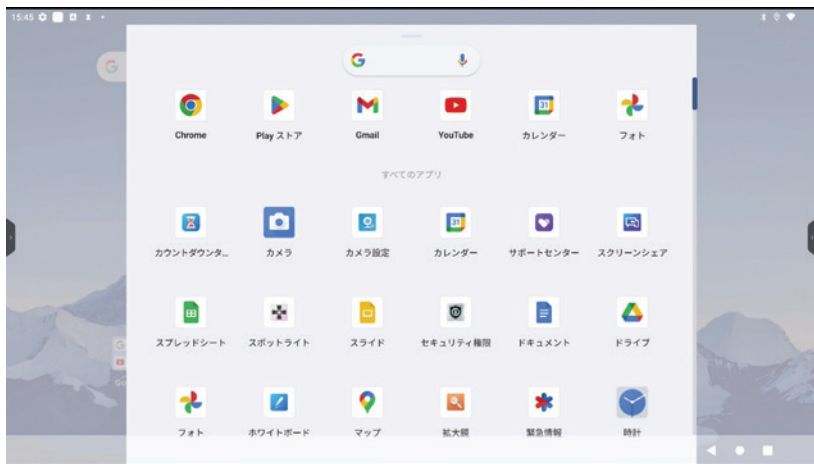 15:45
Chrome
Play ストア
Gmail
YouTube
カレンダー
フォト
すべてのアプリ
カウントダウンタ...
カメラ
カメラ設定
カレンダー
サポートセンター
スクリーンシェア
スプレッドシート
スポットライト
スライド
セキュリティ権限
ドキュメント
ドライブ
フォト
ホワイトボード
マップ
拡大鏡
緊急情報
時計